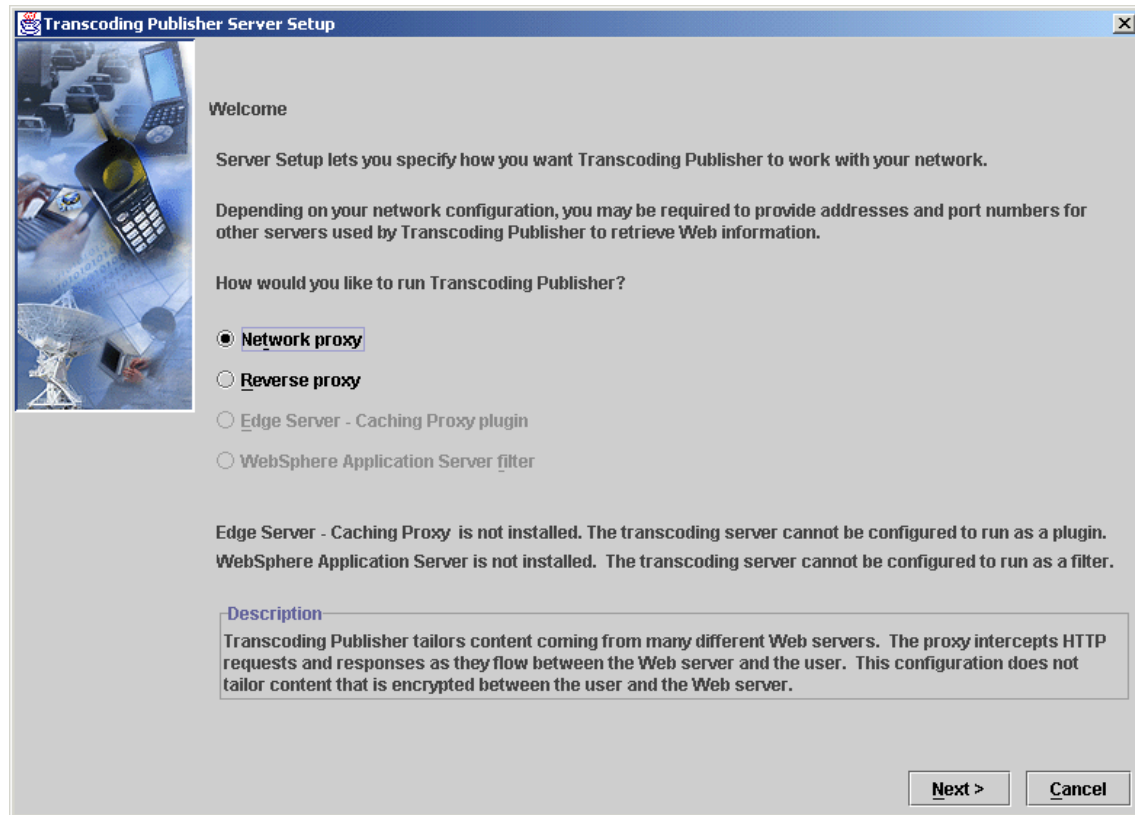 Transcoding Publisher Server Setup
Welcome
Server Setup lets you specify how you want Transcoding Publisher to work with your network.
Depending on your network configuration, you may be required to provide addresses and port numbers for
other servers used by Transcoding Publisher to retrieve Web information.
How would you like to run Transcoding Publisher?
Network proxy
Reverse proxy
Edge Server - Caching Proxy plugin
WebSphere Application Server filter
Edge Server - Caching Proxy is not installed. The transcoding server cannot be configured to run as a plugin.
WebSphere Application Server is not installed. The transcoding server cannot be configured to run as a filter.
Description
Transcoding Publisher tailors content coming from many different Web servers. The proxy intercepts HTTP
requests and responses as they flow between the Web server and the user. This configuration does not
tailor content that is encrypted between the user and the Web server.
Next >
Cancel